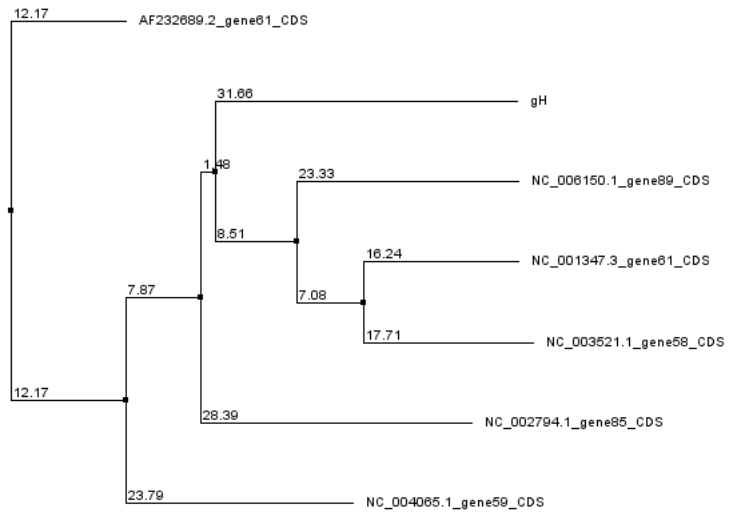 12.17
AF232689.2_gene61_CDS
31.66
gH
1.48
23.33
NC_006150.1_gene89_CDS
8.51
16.24
NC_001347.3_gene61_CDS
7.87
7.08
17.71
NC_003521.1_gene58_CDS
12.17
28.39
NC_002794.1_gene85_CDS
23.79
NC_004065.1_gene59_CDS